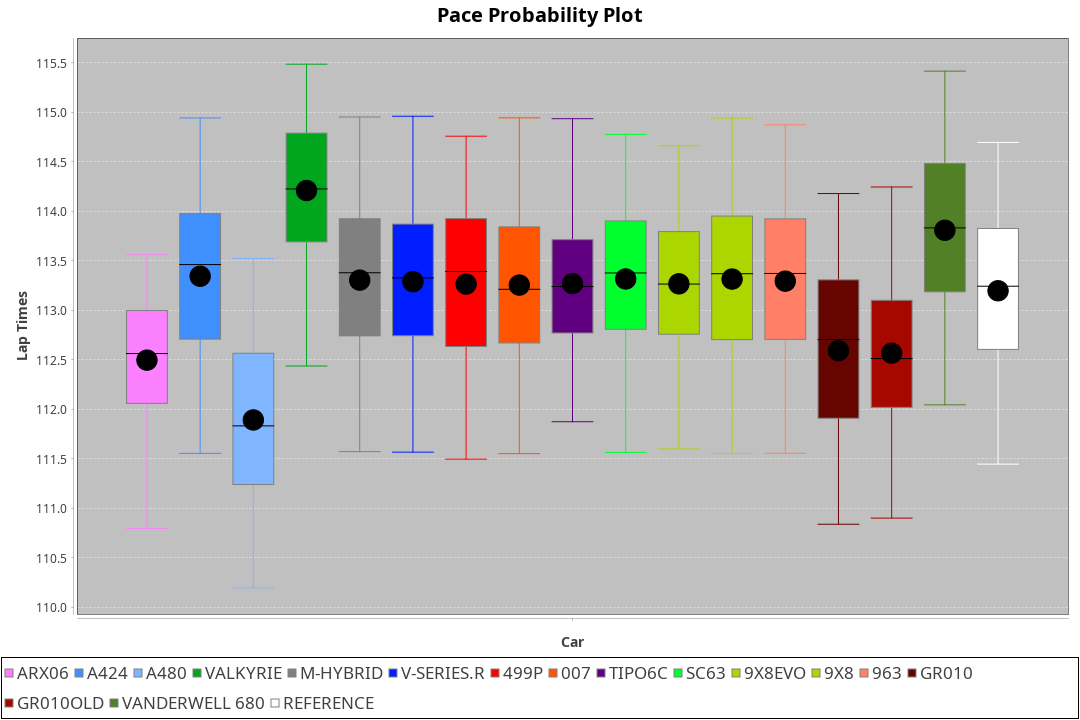 Pace Probability Plot
115.5
115.0
114.5
114.0
113.5
113.0
112.5
112.0
111.5
111.0
110.5
110.0
Lap Times
Car
ARX06 A424 A480 VALKYRIE M-HYBRID V-SERIES.R 499P 007 TIPO6C SC63 9X8EVO 9X8 963 GR010
GR010OLD VANDERWELL 680 REFERENCE